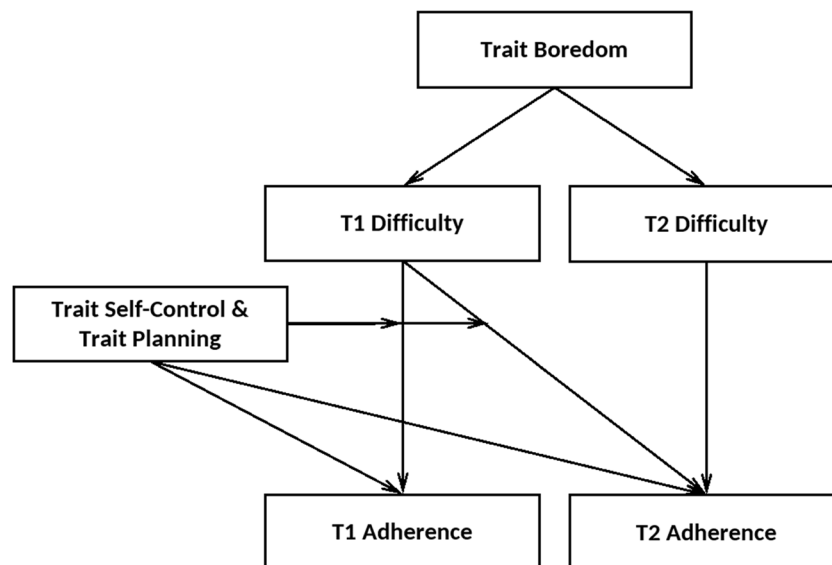 Trait Boredom
T1 Difficulty
T2 Difficulty
Trait Self-Control &
Trait Planning
T1 Adherence
T2 Adherence